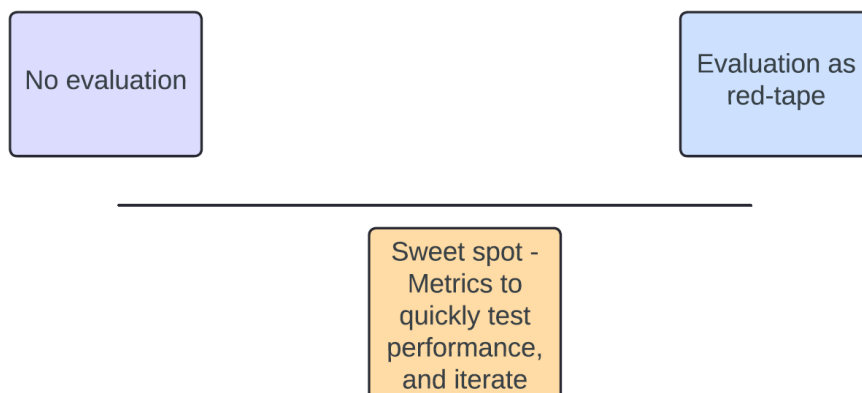 No evaluation
Evaluation as
red-tape
Sweet spot -
Metrics to
quickly test
performance,
and iterate